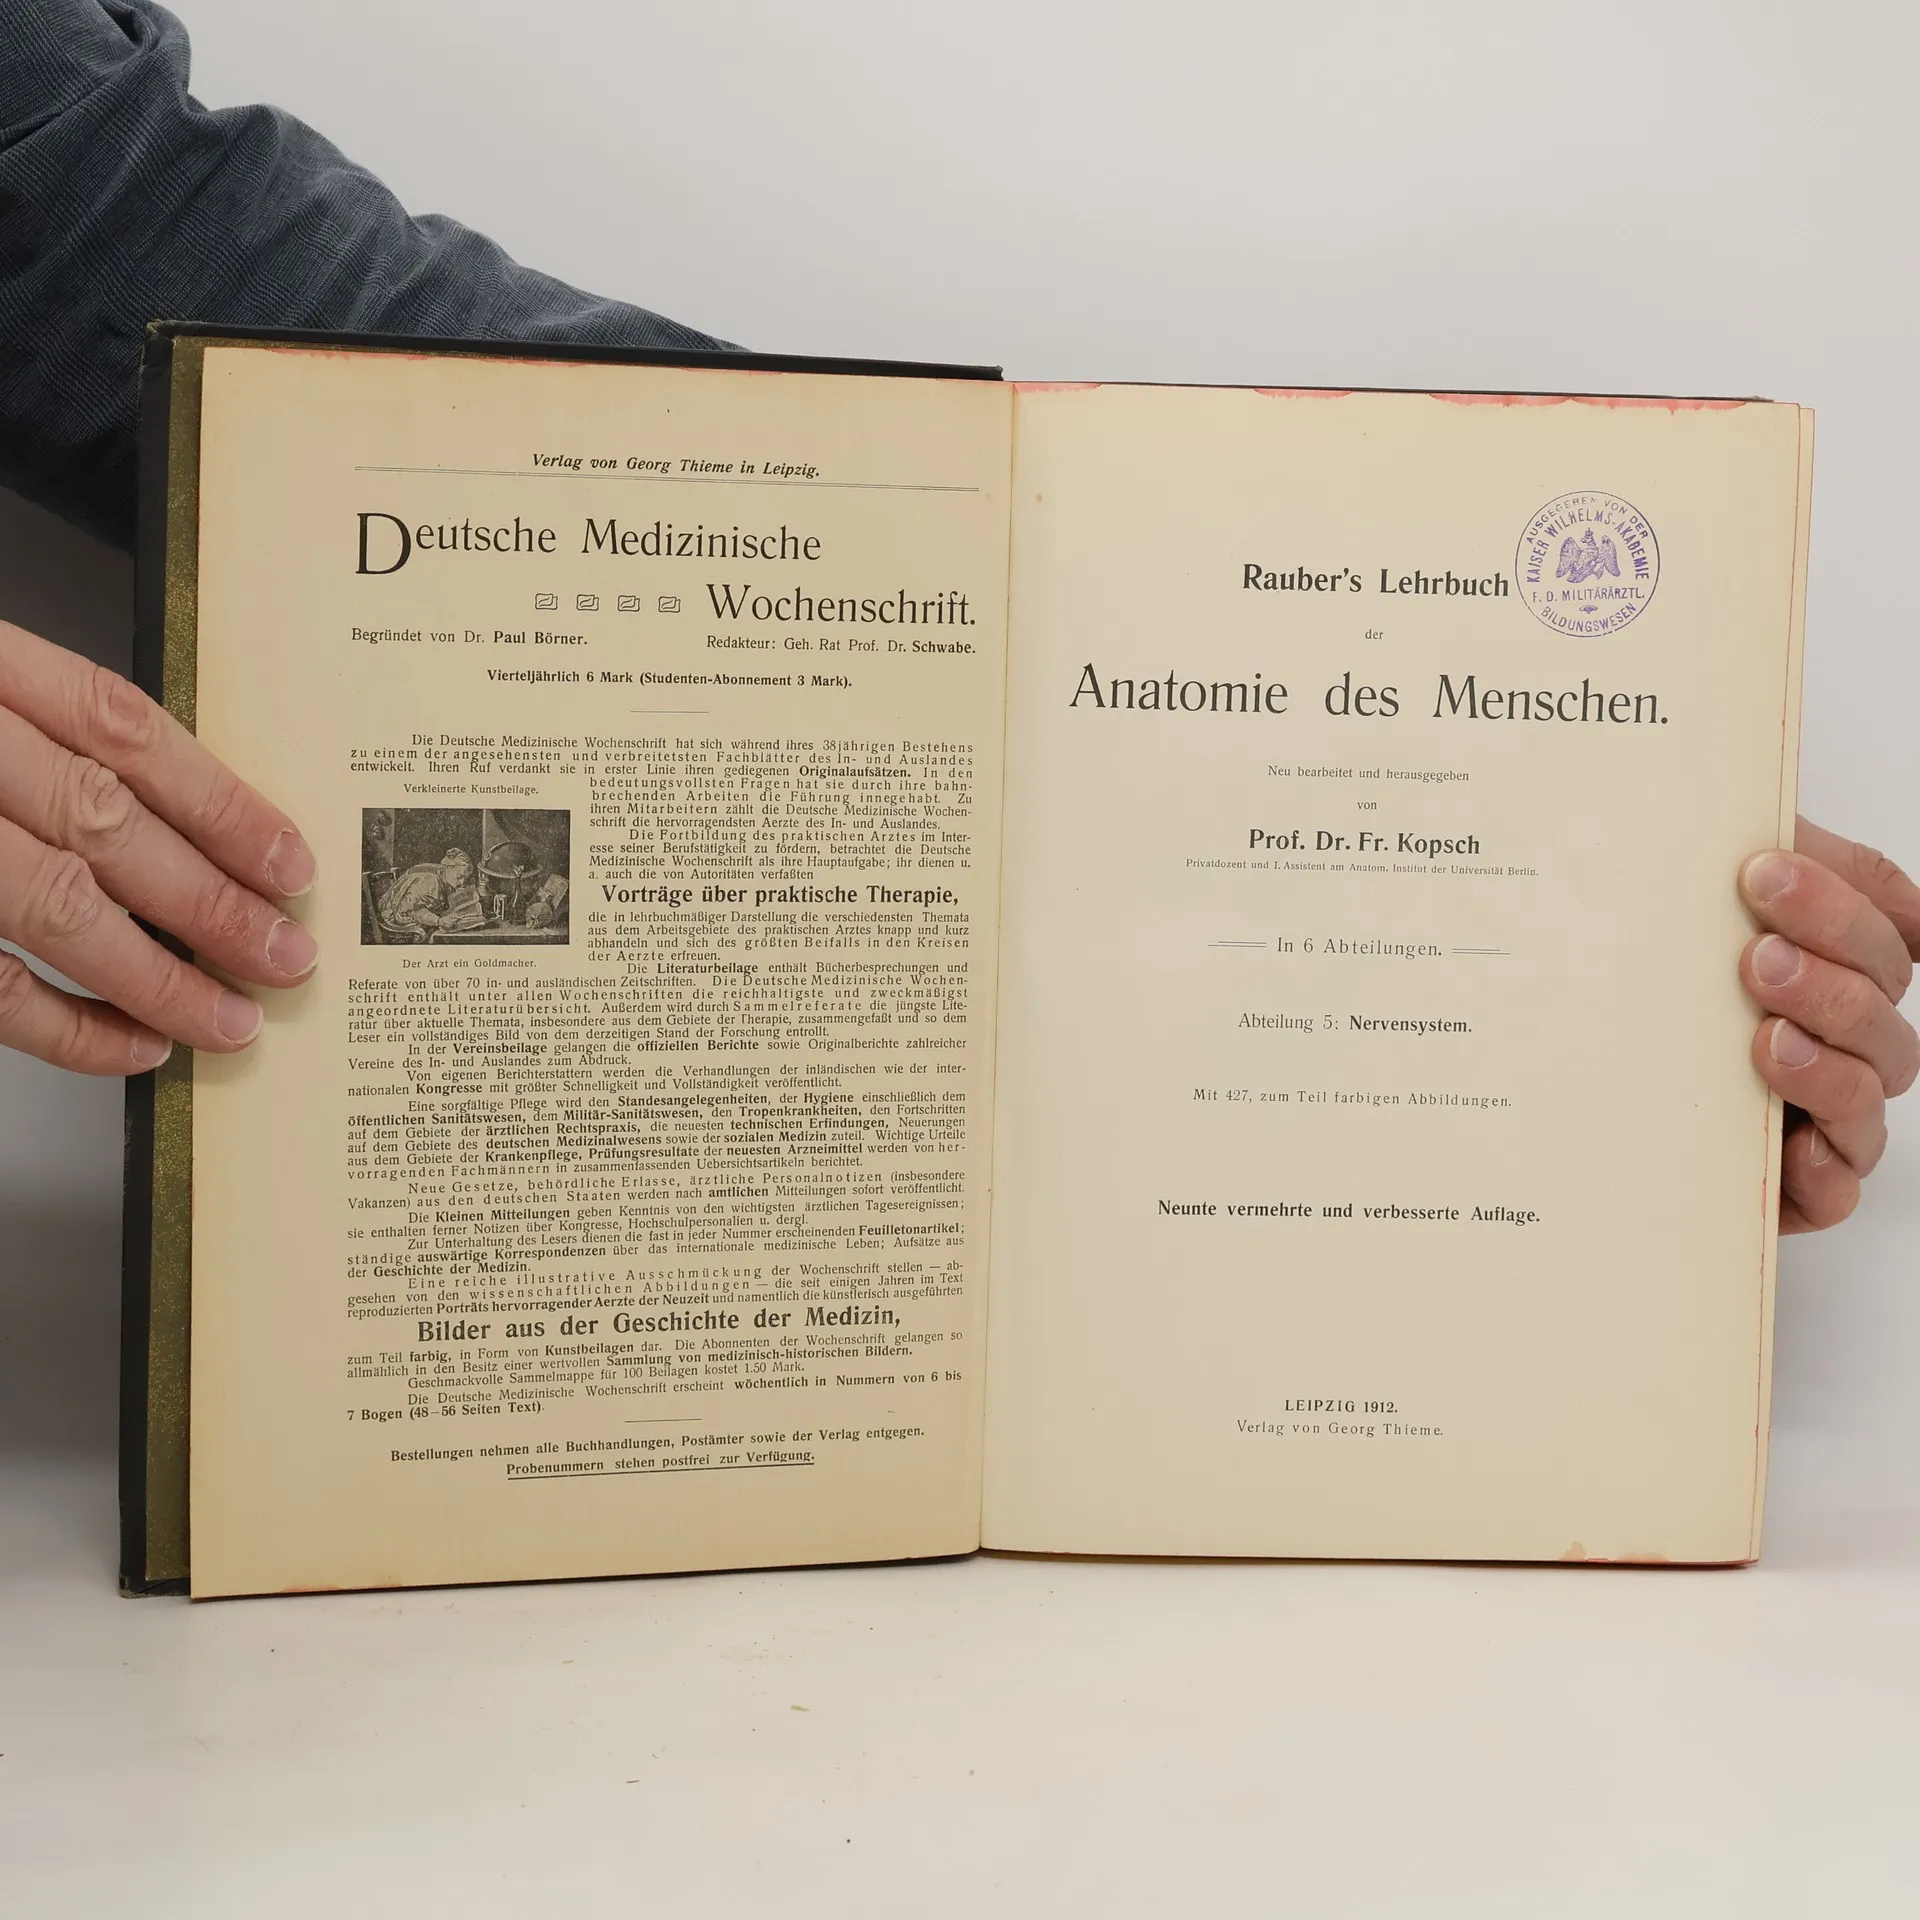 Verlag von Georg Thieme in Leipzig.
Deutsche Medizinische
Wochenschrift.
Begründet von Dr. Paul Börner.
Redakteur: Geh. Rat Prof. Dr. Schwabe.
Vierteljährlich 6 Mark (Studenten-Abonnement 3 Mark).
Die Deutsche Medizinische Wochenschrift hat sich während ihres 38jährigen Bestehens
zu einem der angesehensten und verbreitetsten Fachblätter des In- und Auslandes
entwickelt. Ihren Ruf verdankt sie in erster Linie ihren gediegenen Originalaufsätzen. In den
bedeutungsvollsten Fragen hat sie durch ihre bahn-
brechenden Arbeiten die Führung innegehabt. Zu
ihren Mitarbeitern zählt die Deutsche Medizinische Wochen-
schrift die hervorragendsten Aerzte des In- und Auslandes.
Die Fortbildung des praktischen Arztes im Inter-
esse seiner Berufstätigkeit zu fördern, betrachtet die Deutsche
Medizinische Wochenschrift als ihre Hauptaufgabe; ihr dienen u.
a. auch die von Autoritäten verfaßten
Vorträge über praktische Therapie,
die in lehrbuchmäßiger Darstellung die verschiedensten Themata
aus dem Arbeitsgebiete des praktischen Arztes knapp und kurz
abhandeln und sich des größten Beifalls in den Kreisen
der Aerzte erfreuen.
Verkleinerte Kunstbeilage.
Der Arzt ein Goldmacher.
Die Literaturbeilage enthält Bücherbesprechungen und
Referate von über 70 in- und ausländischen Zeitschriften. Die Deutsche Medizinische Wochen-
schrift enthält unter allen Wochenschriften die reichhaltigste und zweckmäßigst
angeordnete Literaturübersicht. Außerdem wird durch Sammelreferate die jüngste Lite-
ratur über aktuelle Themata, insbesondere aus dem Gebiete der Therapie, zusammengefaßt und so dem
Leser ein vollständiges Bild von dem derzeitigen Stand der Forschung entrollt.
In der Vereinsbeilage gelangen die offiziellen Berichte sowie Originalberichte zahlreicher
Vereine des In- und Auslandes zum Abdruck.
Von eigenen Berichterstattern werden die Verhandlungen der inländischen wie der inter-
nationalen Kongresse mit größter Schnelligkeit und Vollständigkeit veröffentlicht.
Eine sorgfältige Pflege wird den Standesangelegenheiten, der Hygiene einschließlich dem
öffentlichen Sanitätswesen, dem Militär-Sanitätswesen, den Tropenkrankheiten, den Fortschritten
auf dem Gebiete der ärztlichen Rechtspraxis, die neuesten technischen Erfindungen, Neuerungen
auf dem Gebiete des deutschen Medizinalwesens sowie der sozialen Medizin zuteil. Wichtige Urteile
aus dem Gebiete der Krankenpflege, Prüfungsresultate der neuesten Arzneimittel werden von her-
vorragenden Fachmännern in zusammenfassenden Uebersichtsartikeln berichtet.
Neue Gesetze, behördliche Erlasse, ärztliche Personalnotizen (insbesondere
Vakanzen) aus den deutschen Staaten werden nach amtlichen Mitteilungen sofort veröffentlicht.
Die Kleinen Mitteilungen geben Kenntnis von den wichtigsten ärztlichen Tagesereignissen;
sie enthalten ferner Notizen über Kongresse, Hochschulpersonalien u. dergl.
Zur Unterhaltung des Lesers dienen die fast in jeder Nummer erscheinenden Feuilletonartikel;
ständige auswärtige Korrespondenzen über das internationale medizinische Leben; Aufsätze aus
der Geschichte der Medizin.
Eine reiche illustrative Ausschmückung der Wochenschrift stellen — ab-
gesehen von den wissenschaftlichen Abbildungen — die seit einigen Jahren im Text
reproduzierten Porträts hervorragender Aerzte der Neuzeit und namentlich die künstlerisch ausgeführten
Bilder aus der Geschichte der Medizin,
zum Teil farbig, in Form von Kunstbeilagen dar. Die Abonnenten der Wochenschrift gelangen so
allmählich in den Besitz einer wertvollen Sammlung von medizinisch-historischen Bildern.
Geschmackvolle Sammelmappe für 100 Beilagen kostet 1.50 Mark.
Die Deutsche Medizinische Wochenschrift erscheint wöchentlich in Nummern von 6 bis
7 Bogen (48–56 Seiten Text).
Bestellungen nehmen alle Buchhandlungen, Postämter sowie der Verlag entgegen.
Probenummern stehen postfrei zur Verfügung.
AUSGEGEBEN VON DER
KAISER WILHELMS-AKADEMIE
F. D. MILITÄRÄRZTL.
BILDUNGSWESEN
Rauber's Lehrbuch
der
Anatomie des Menschen.
Neu bearbeitet und herausgegeben
von
Prof. Dr. Fr. Kopsch
Privatdozent und I. Assistent am Anatom. Institut der Universität Berlin.
In 6 Abteilungen.
Abteilung 5: Nervensystem.
Mit 427, zum Teil farbigen Abbildungen.
Neunte vermehrte und verbesserte Auflage.
LEIPZIG 1912.
Verlag von Georg Thieme.